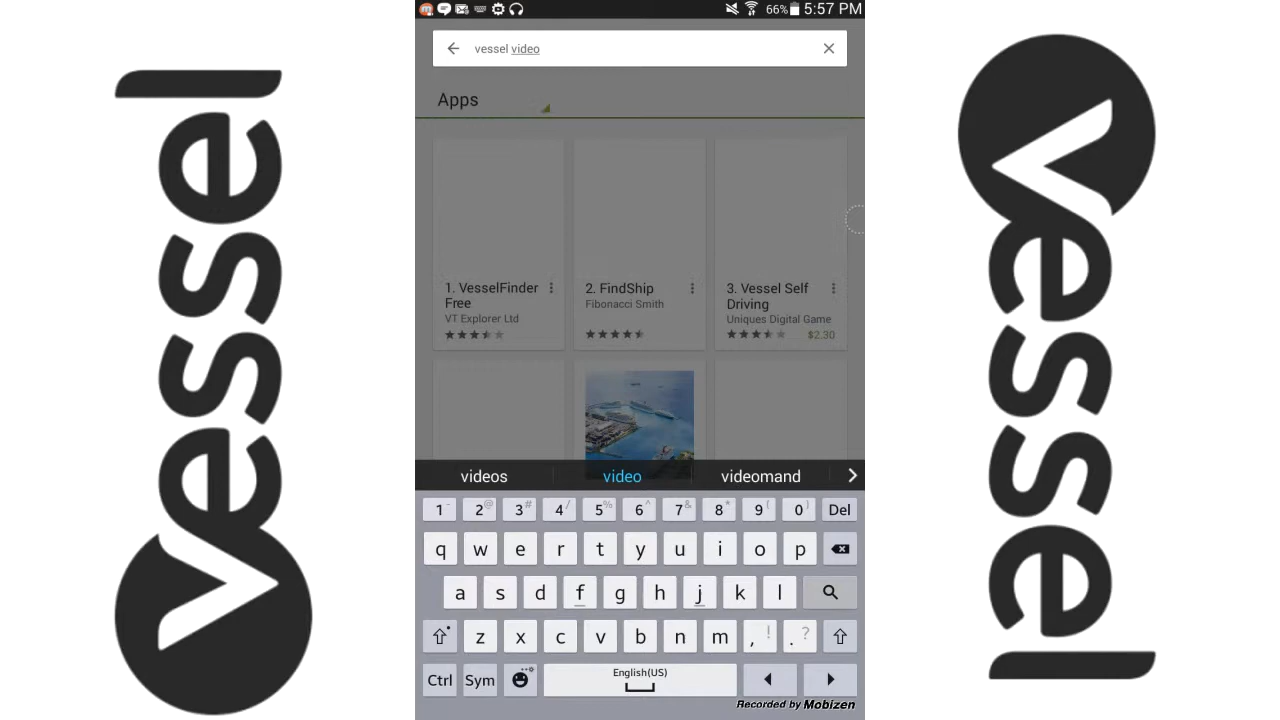 vessel
66% 5:57 PM
vessel video
Apps
1. VesselFinder Free
VT Explorer Ltd
2. FindShip
Fibonacci Smith
3. Vessel Self Driving
Uniques Digital Game
$2.30
videos video videomand
1 - 2 @ 3 # 4 / 5 % 6 ^ 7 & 8 * 9 ( 0 ) Del
q w e r t y u i o p
a s d f g h j k l
z x c v b n m , ! . ?
Ctrl Sym English(US)
Recorded by Mobizen
vessel